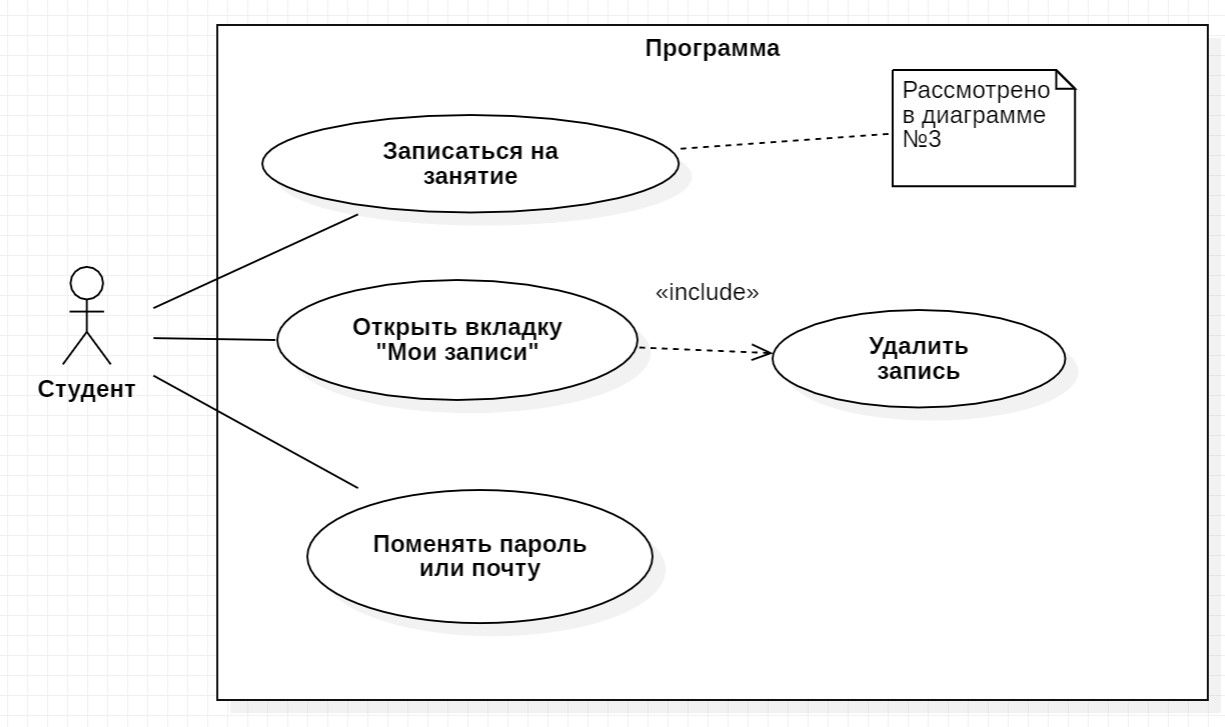 Программа
Рассмотрено
в диаграмме
№3
Записаться на
занятие
«include»
Открыть вкладку
"Мои записи"
Удалить
запись
Студент
Поменять пароль
или почту